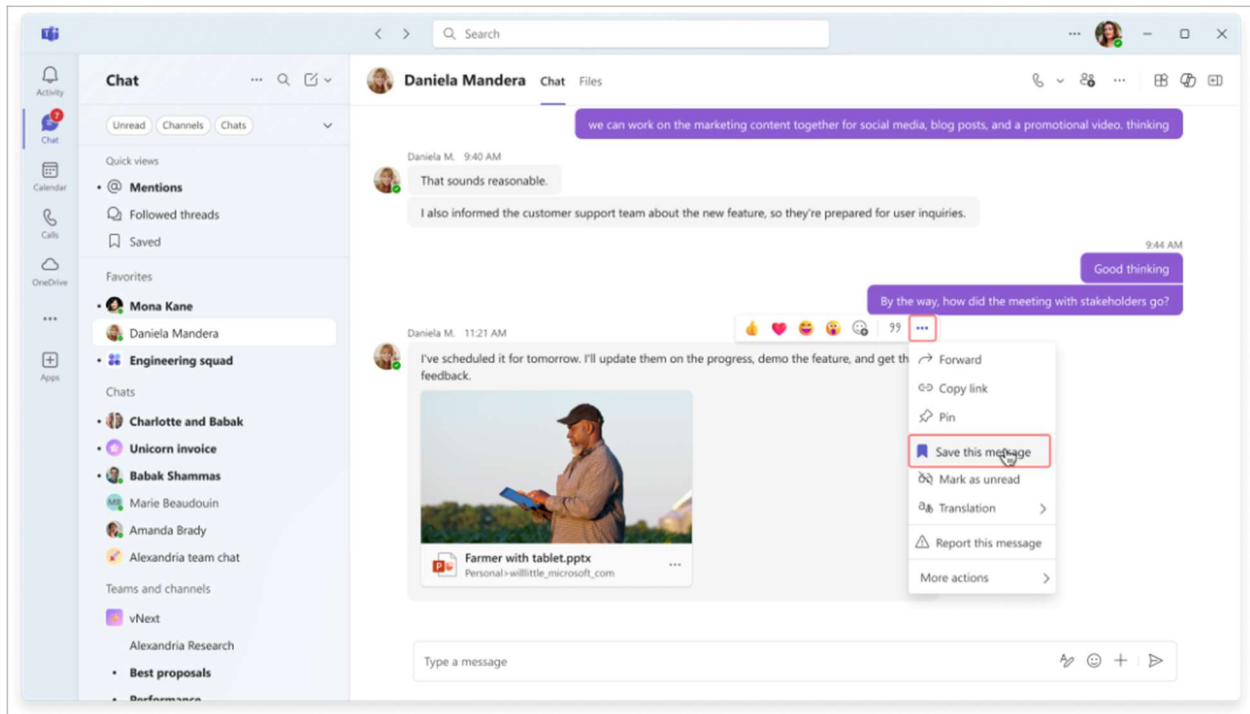 Search
Activity
Chat
7
Calendar
Calls
OneDrive
Apps
Chat
Unread
Channels
Chats
Quick views
@ Mentions
Followed threads
Saved
Favorites
Mona Kane
Daniela Mandera
Engineering squad
Chats
Charlotte and Babak
Unicorn invoice
Babak Shammas
MB Marie Beaudouin
Amanda Brady
Alexandria team chat
Teams and channels
vNext
Alexandria Research
Best proposals
Performance
Daniela Mandera Chat Files
we can work on the marketing content together for social media, blog posts, and a promotional video. thinking
Daniela M. 9:40 AM
That sounds reasonable.
I also informed the customer support team about the new feature, so they're prepared for user inquiries.
9:44 AM
Good thinking
By the way, how did the meeting with stakeholders go?
Daniela M. 11:21 AM
I've scheduled it for tomorrow. I'll update them on the progress, demo the feature, and get
feedback.
Farmer with tablet.pptx
Personal>willlittle_microsoft_com
Forward
Copy link
Pin
Save this message
Mark as unread
Translation
Report this message
More actions
Type a message